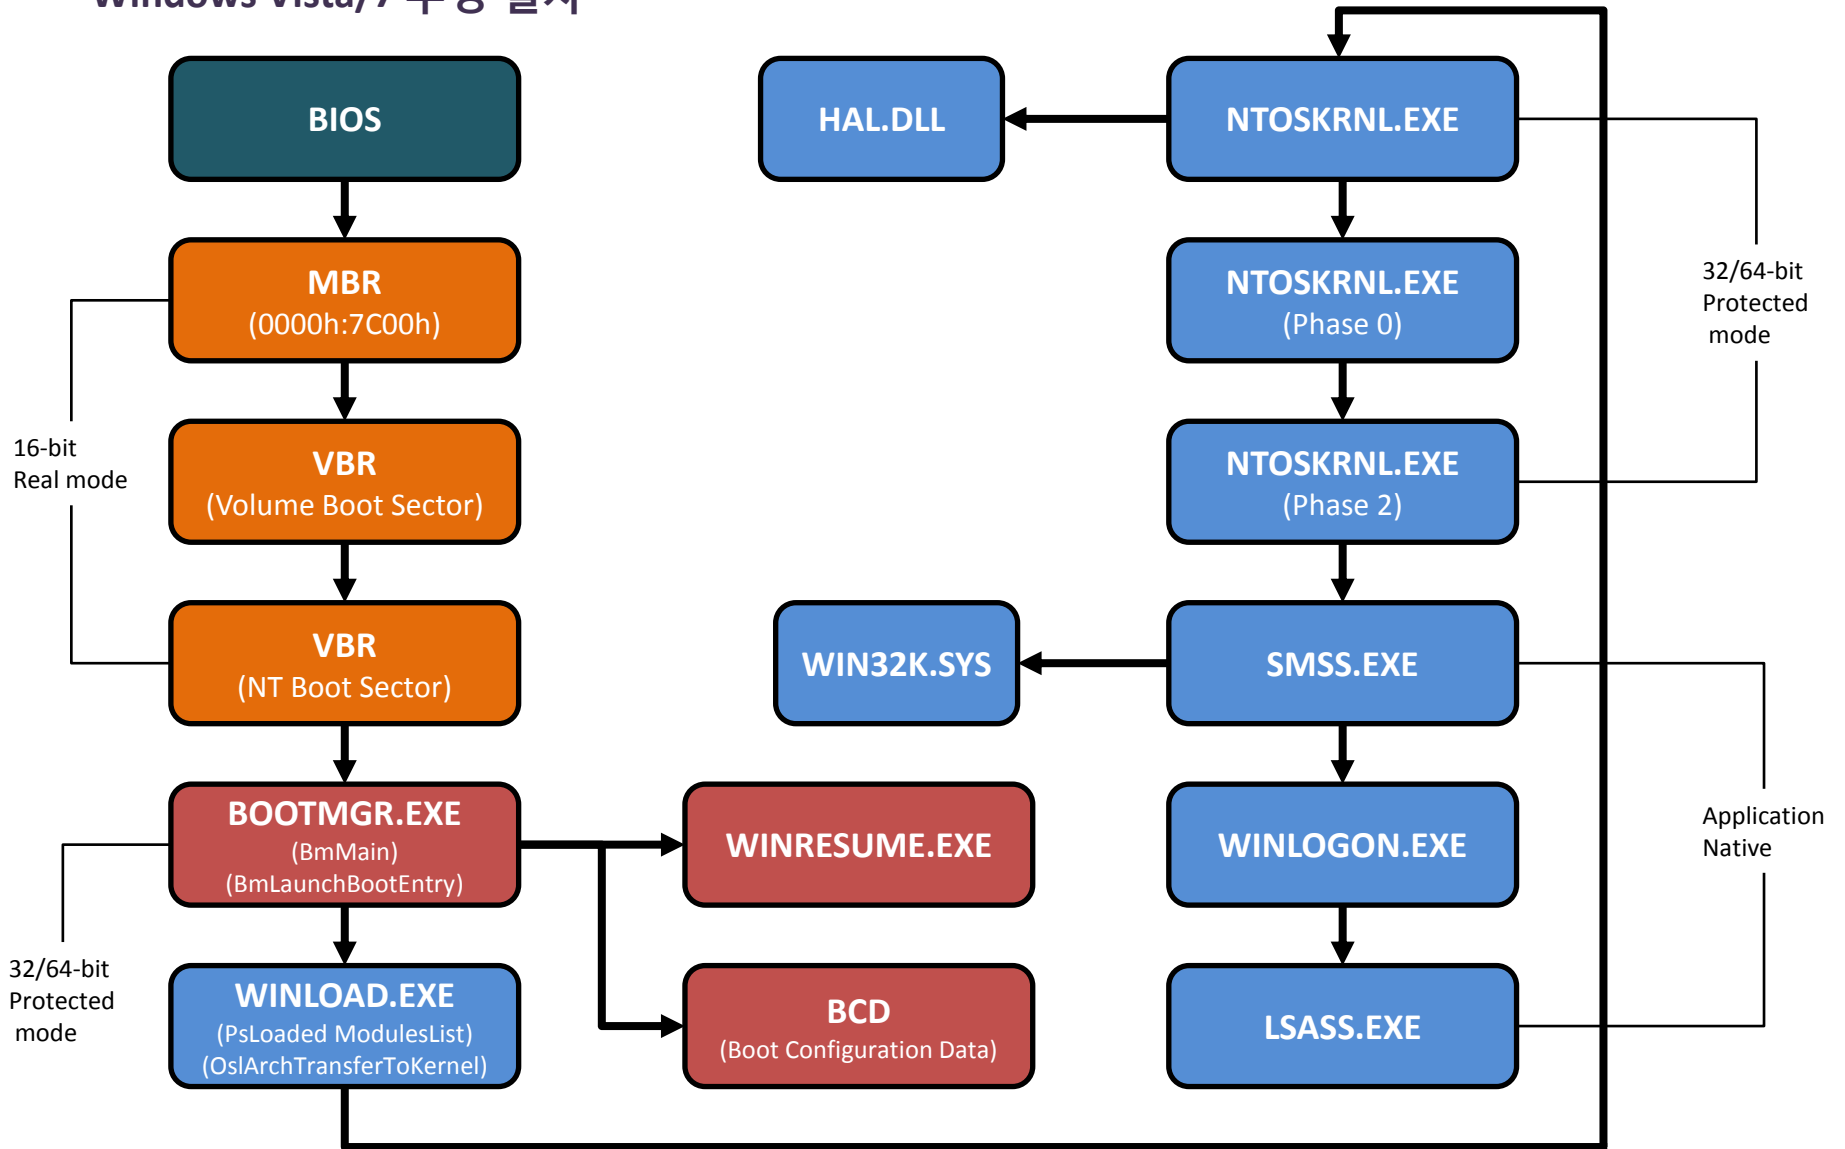 Windows Vista/7
BIOS
MBR
(0000h:7C00h)
VBR
(Volume Boot Sector)
VBR
(NT Boot Sector)
16-bit
Real mode
BOOTMGR.EXE
(BmMain)
(BmLaunchBootEntry)
WINLOAD.EXE
(PsLoaded ModulesList)
(OslArchTransferToKernel)
32/64-bit
Protected
mode
WINRESUME.EXE
BCD
(Boot Configuration Data)
HAL.DLL
NTOSKRNL.EXE
NTOSKRNL.EXE
(Phase 0)
NTOSKRNL.EXE
(Phase 2)
32/64-bit
Protected
mode
WIN32K.SYS
SMSS.EXE
WINLOGON.EXE
LSASS.EXE
Application
Native